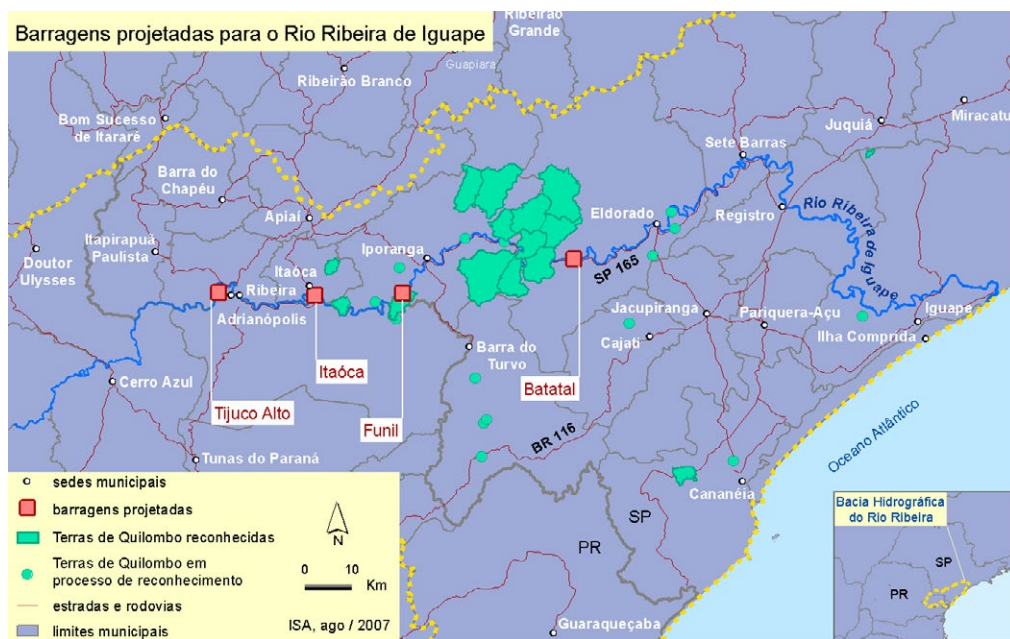 Barragens projetadas para o Rio Ribeira de Iguape
Ribeirão
Grande
Guapiara
Ribeirão Branco
Bom Sucesso
de Itararé
Miracatu
Juquiá
Sete Barras
Barra do
Chapéu
Apiaí
Eldorado
Registro
Rio Ribeira de Iguape
Itapirapuã
Paulista
Iporanga
Doutor
Ulysses
Itaóca
SP 165
Ribeira
Adrianópolis
Jacupiranga
Pariquera-Açu
Iguape
Ilha Comprida
Cajati
Barra do
Turvo
Itaóca
Batatal
Cerro Azul
Tijuco Alto
Funil
BR 116
Oceano Atlântico
Tunas do Paraná
Cananéia
SP
PR
Guaraqueçaba
sedes municipais
barragens projetadas
Terras de Quilombo reconhecidas
Terras de Quilombo em
processo de reconhecimento
estradas e rodovias
limites municipais
N
0 10
Km
ISA, ago / 2007
Bacia Hidrográfica
do Rio Ribeira
SP
PR